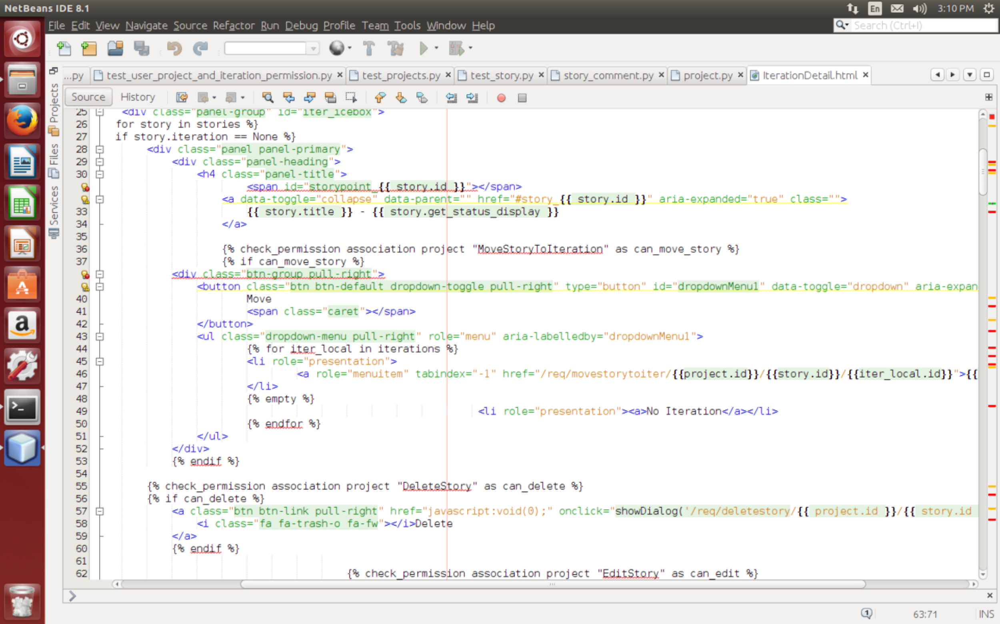 NetBeans IDE 8.1
En
3:10 PM
File Edit View Navigate Source Refactor Run Debug Profile Team Tools Window Help
Search (Ctrl+I)
...py
test_user_project_and_iteration_permission.py
test_projects.py
test_story.py
story_comment.py
project.py
IterationDetail.html
Projects
Files
Services
Source History
25 <div class="panel-group" id="iter_icebox">
26 for story in stories %}
27 if story.iteration == None %}
28 <div class="panel panel-primary">
29 <div class="panel-heading">
30 <h4 class="panel-title">
<span id="storypoint_{{ story.id }}"></span>
<a data-toggle="collapse" data-parent="" href="#story_{{ story.id }}" aria-expanded="true" class="">
33 {{ story.title }} - {{ story.get_status_display }}
34 </a>
35
36 {% check_permission association project "MoveStoryToIteration" as can_move_story %}
37 {% if can_move_story %}
<div class="btn-group pull-right">
<button class="btn btn-default dropdown-toggle pull-right" type="button" id="dropdownMenu1" data-toggle="dropdown" aria-expan
40 Move
41 <span class="caret"></span>
42 </button>
43 <ul class="dropdown-menu pull-right" role="menu" aria-labelledby="dropdownMenu1">
44 {% for iter_local in iterations %}
45 <li role="presentation">
46 <a role="menuitem" tabindex="-1" href="/req/movestorytoiter/{{project.id}}/{{story.id}}/{{iter_local.id}}">{{
47 </li>
48 {% empty %}
49 <li role="presentation"><a>No Iteration</a></li>
50 {% endfor %}
51 </ul>
52 </div>
53 {% endif %}
54
55 {% check_permission association project "DeleteStory" as can_delete %}
56 {% if can_delete %}
57 <a class="btn btn-link pull-right" href="javascript:void(0);" onclick="showDialog('/req/deletestory/{{ project.id }}/{{ story.id
58 <i class="fa fa-trash-o fa-fw"></i>Delete
59 </a>
60 {% endif %}
61
62 {% check_permission association project "EditStory" as can_edit %}
1
63:71
INS